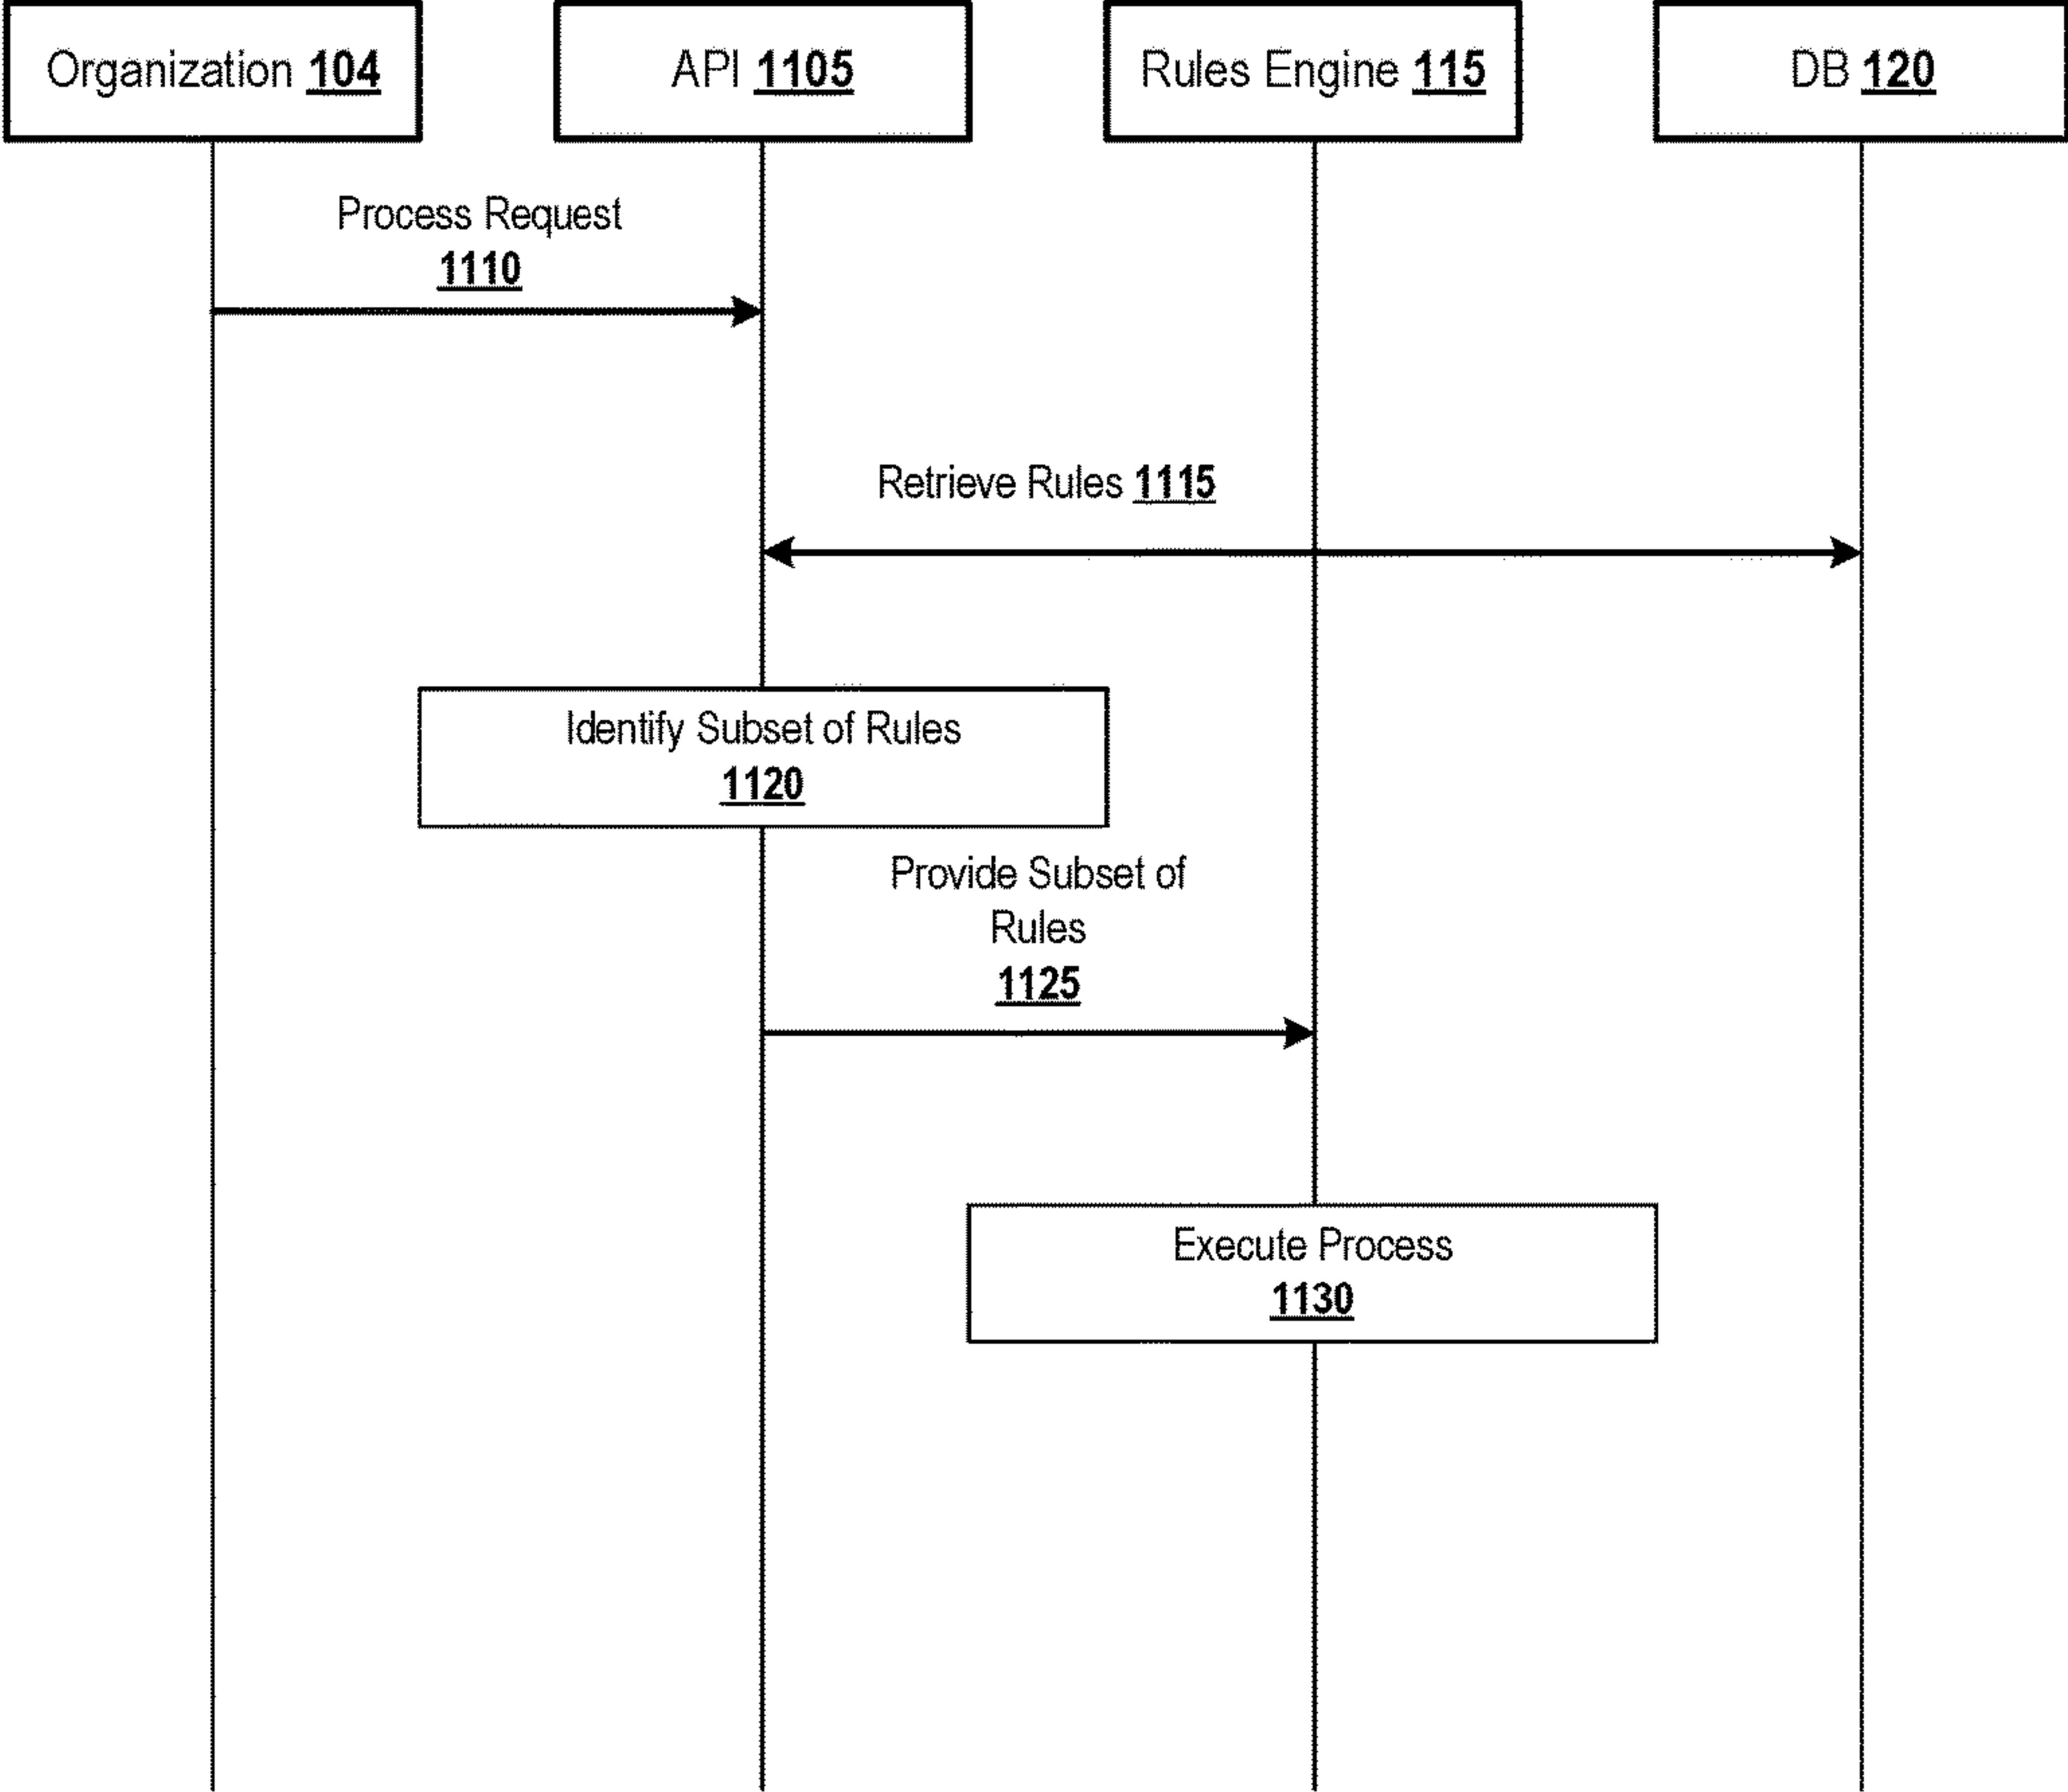 Organization 104
API 1105
Rules Engine 115
DB 120
Process Request
1110
Retrieve Rules 1115
Identify Subset of Rules
1120
Provide Subset of
Rules
1125
Execute Process
1130